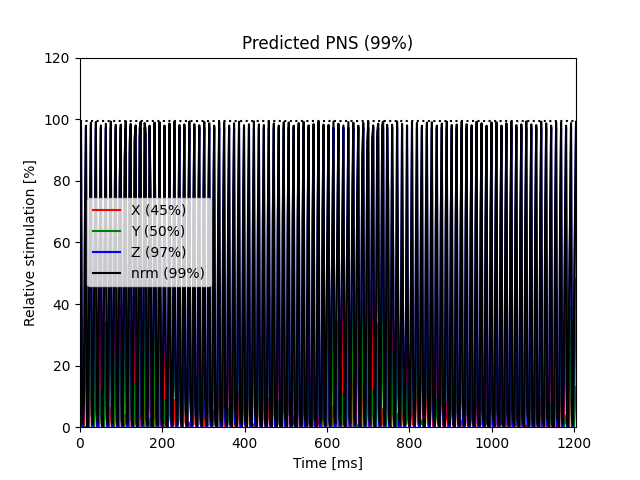 Predicted PNS (99%)
Relative stimulation [%]
120
100
80
60
40
20
0
X (45%)
Y (50%)
Z (97%)
nrm (99%)
0 200 400 600 800 1000 1200
Time [ms]